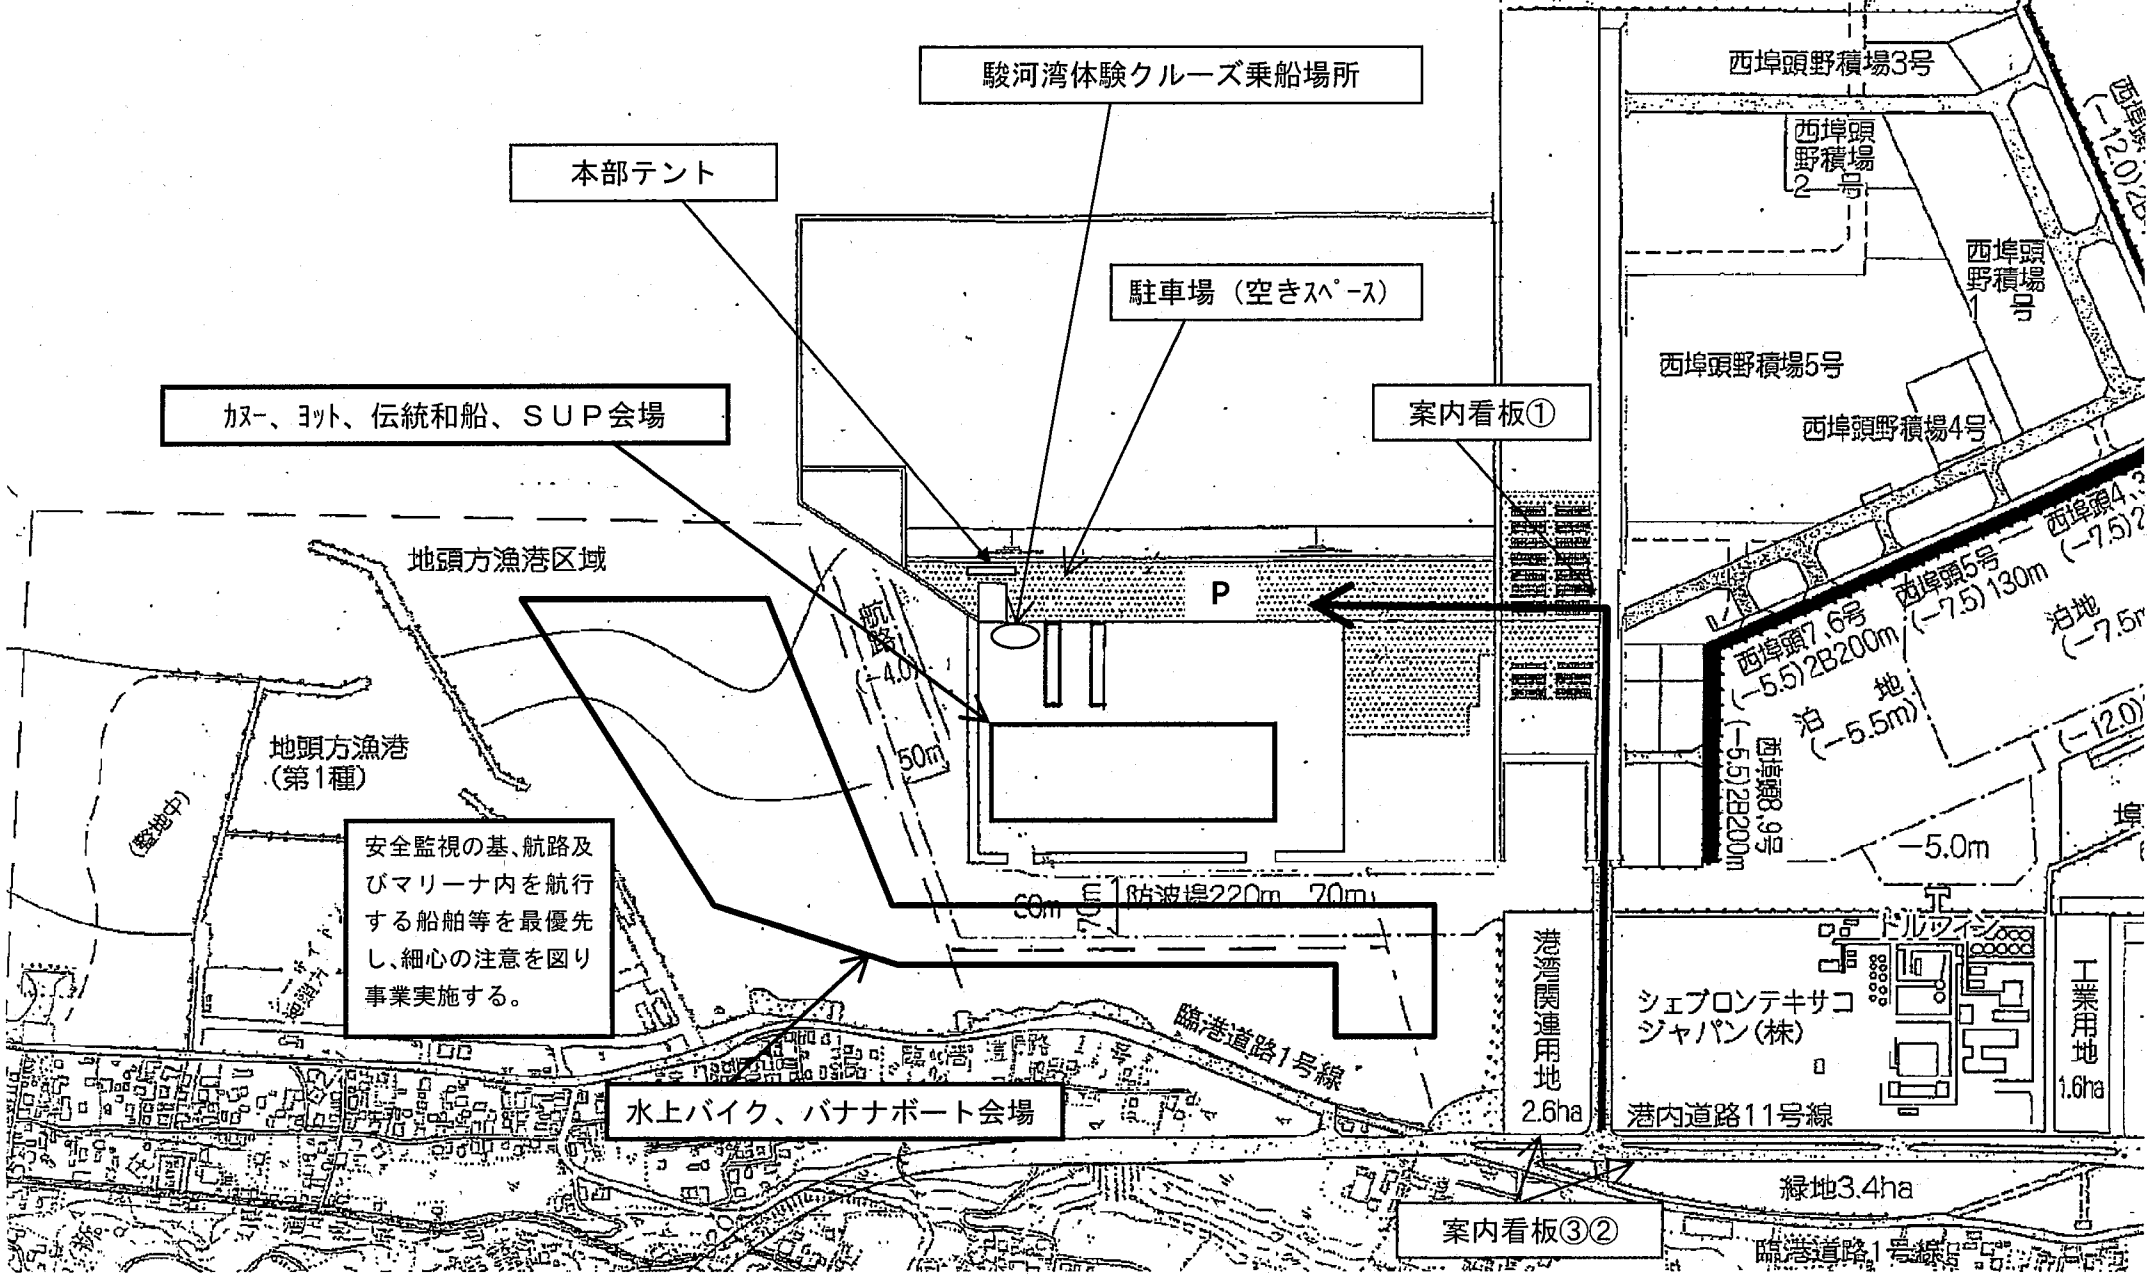 駿河湾体験クルーズ乗船場所
本部テント
駐車場（空きｽﾍﾟｰｽ）
ｶﾇｰ、ﾖｯﾄ、伝統和船、ＳＵＰ会場
案内看板①
西埠頭野積場3号
西埠頭
野積場
2 号
西埠頭
野積場
1 号
西埠頭野積場5号
西埠頭野積場4号
(-12.0)
地頭方漁港区域
航路
(-4.0)
50m
P
西埠頭5号
(-7.5)130m
西埠頭7,6号
(-5.5)2B200m
泊地
泊地
(-5.5m)
西埠頭8,9号
(-5.5)2B200m
(-12.0)
-5.0m
地頭方漁港
(第1種)
(整地中)
安全監視の基、航路及
びマリーナ内を航行
する船舶等を最優先
し、細心の注意を図り
事業実施する。
60m
70m
防波堤220m
70m
ドルフィン
港湾関連用地
2.6ha
シェブロンテキサコ
ジャパン(株)
工業用地
1.6ha
臨港道路1号線
港内道路11号線
水上バイク、バナナボート会場
緑地3.4ha
案内看板③②
臨港道路1号線